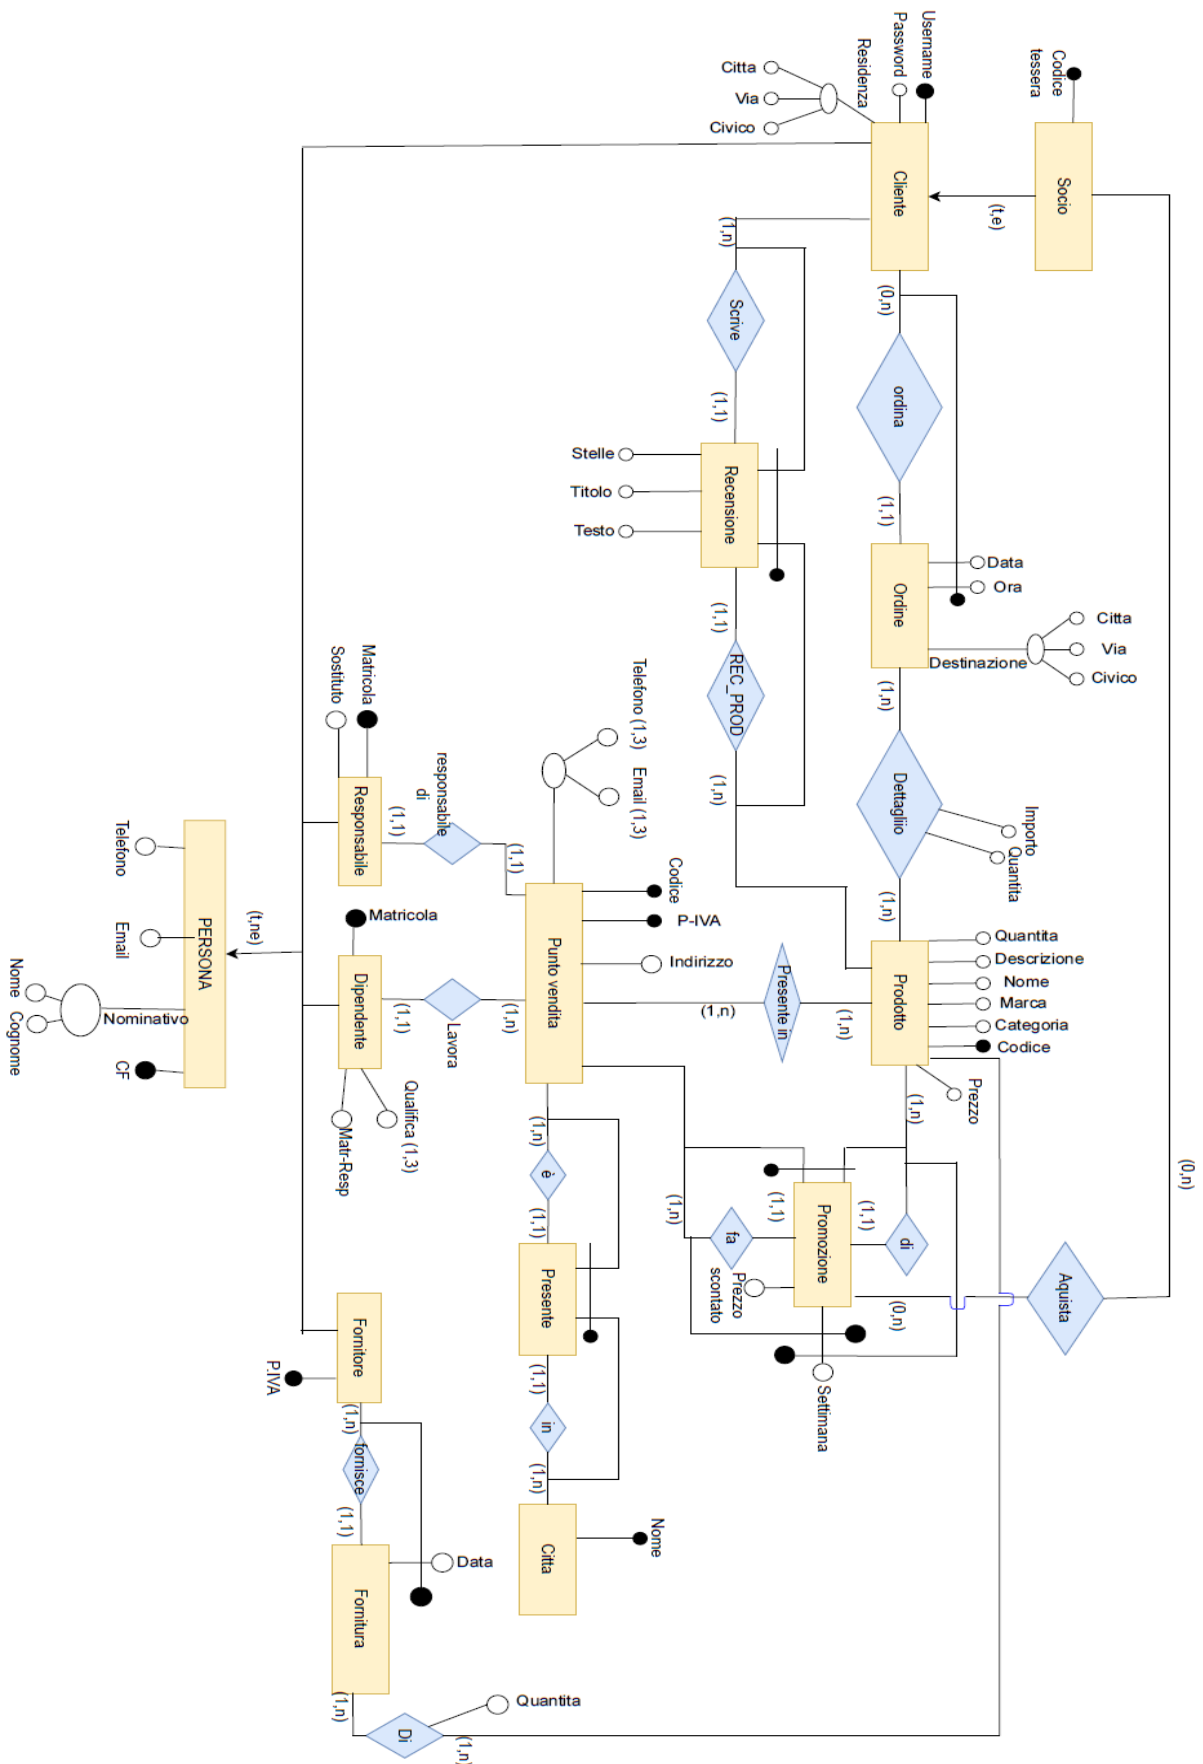 Username
Password
Residenza
Citta
Via
Civico
Codice
tessera
Socio
Cliente
(t,e)
(1,n)
(0,n)
Scrive
ordina
(1,1)
(1,1)
Stelle
Titolo
Testo
Recensione
Ordine
Data
Ora
Citta
Via
Civico
Destinazione
(1,1)
(1,n)
REC_PROD
Dettagliio
Importo
Quantita
(1,n)
(1,n)
Telefono (1,3)
Email (1,3)
Matricola
Sostituto
Responsabile
responsabile
di
(1,1)
(1,1)
Telefono
Email
PERSONA
Nome
Cognome
Nominativo
CF
(t,ne)
Matricola
Dipendente
(1,1)
Lavora
(1,n)
Qualifica (1,3)
Matr-Resp
Punto vendita
Codice
P-IVA
Indirizzo
(1,n)
Presente in
(1,n)
Prodotto
Quantita
Descrizione
Nome
Marca
Categoria
Codice
Prezzo
(1,n)
(1,n)
è
(1,1)
Presente
(1,1)
in
(1,n)
Citta
Nome
(1,n)
fa
(1,1)
Promozione
(1,1)
di
Prezzo
scontato
(0,n)
Settimana
Aquista
(0,n)
Fornitore
P.IVA
(1,n)
fornisce
(1,1)
Fornitura
Data
(1,n)
Di
Quantita
(1,n)